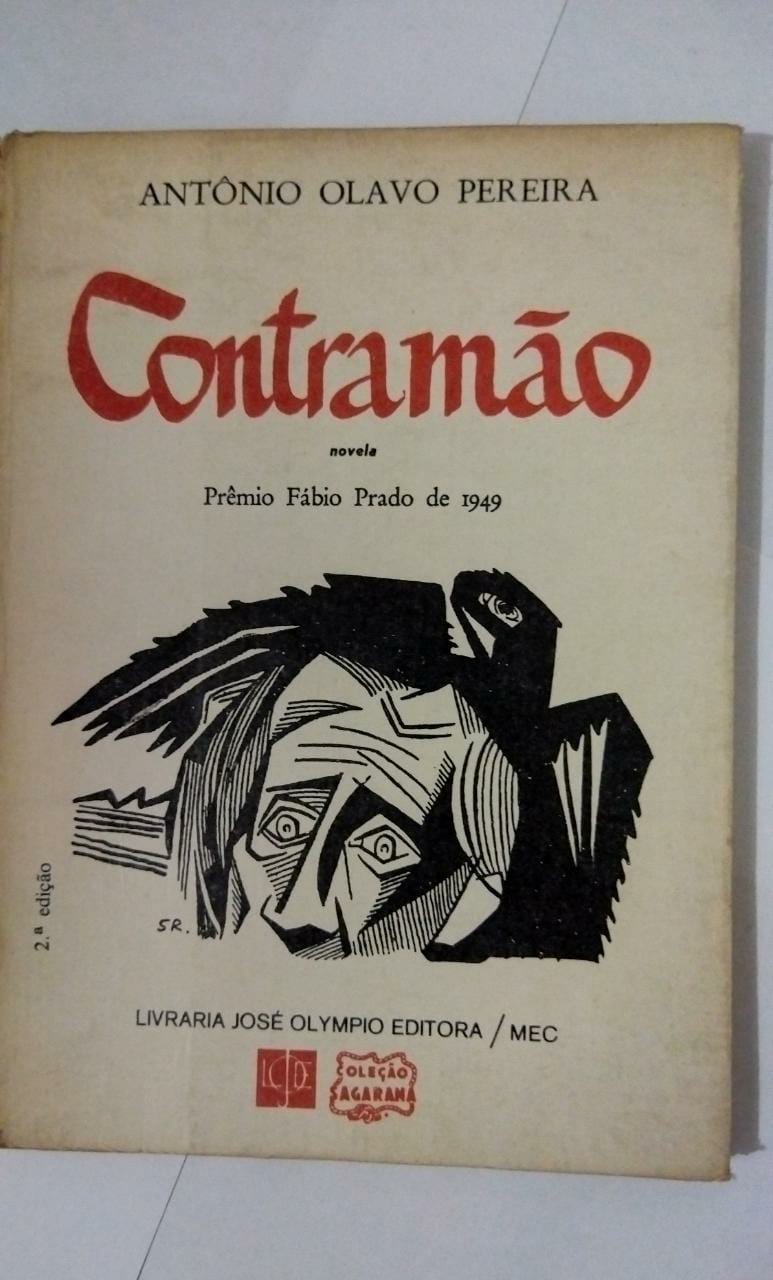 ANTÔNIO OLAVO PEREIRA
Contramão
novela
Prêmio Fábio Prado de 1949
2.ª edição
SR.
LIVRARIA JOSÉ OLYMPIO EDITORA / MEC
COLEÇÃO
SAGARANA